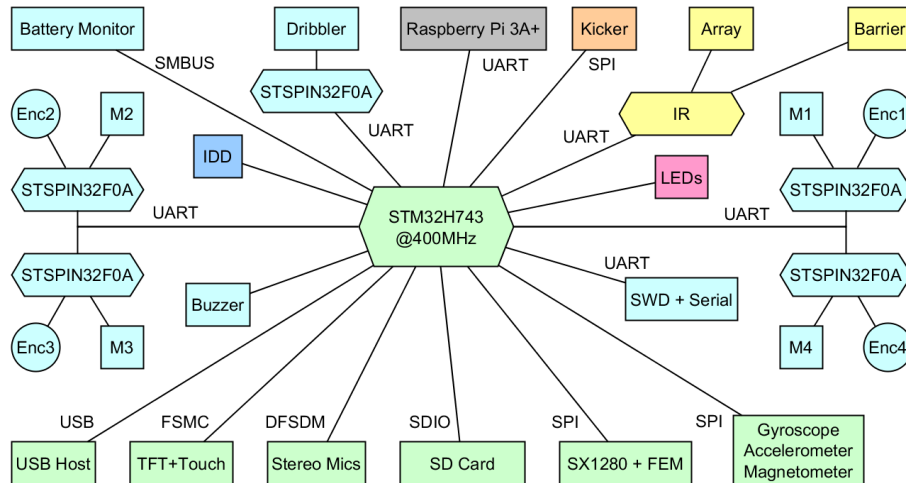 Battery Monitor
Dribbler
Raspberry Pi 3A+
Kicker
Array
Barrier
SMBUS
UART
SPI
STSPIN32F0A
IR
Enc2
M2
M1
Enc1
UART
UART
IDD
LEDs
STSPIN32F0A
STSPIN32F0A
STM32H743
@400MHz
UART
UART
STSPIN32F0A
STSPIN32F0A
UART
Buzzer
SWD + Serial
Enc3
M3
M4
Enc4
USB
FSMC
DFSDM
SDIO
SPI
SPI
USB Host
TFT+Touch
Stereo Mics
SD Card
SX1280 + FEM
Gyroscope
Accelerometer
Magnetometer